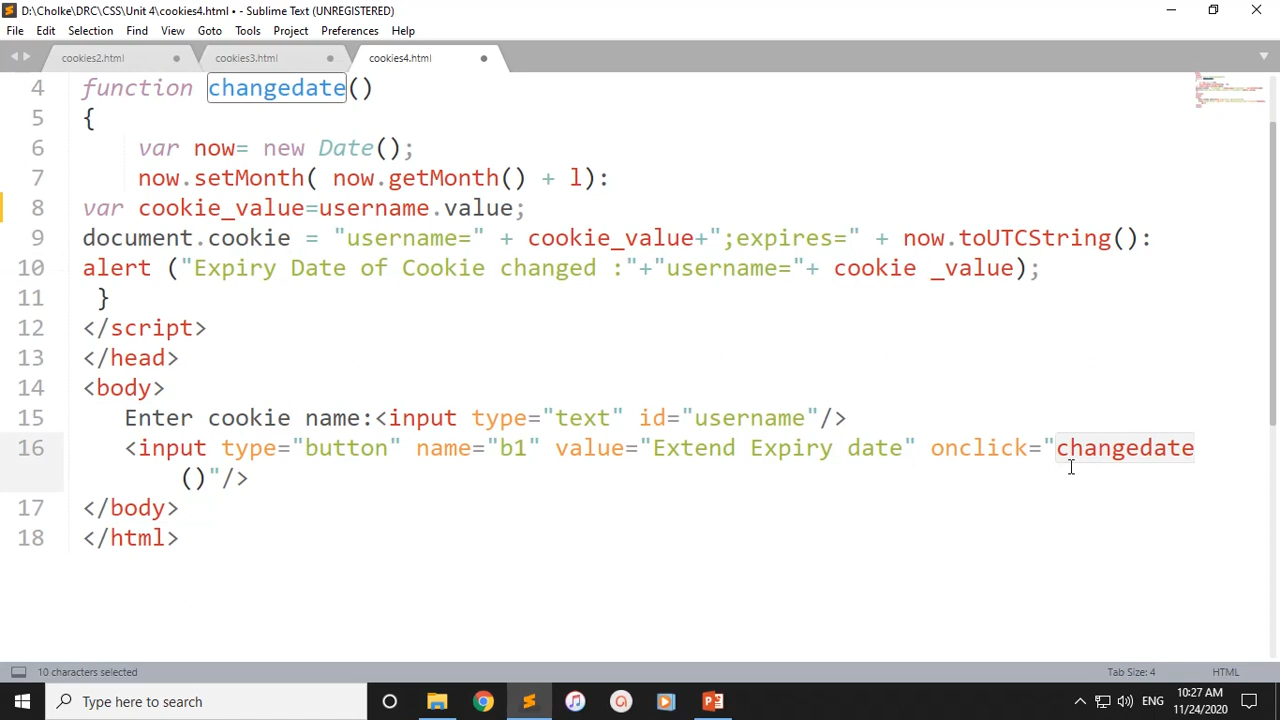 D:\Cholke\DRC\CSS\Unit 4\cookies4.html • - Sublime Text (UNREGISTERED)
File Edit Selection Find View Goto Tools Project Preferences Help
cookies2.html cookies3.html cookies4.html
4 function changedate()
5 {
6 var now= new Date();
7 now.setMonth( now.getMonth() + l):
8 var cookie_value=username.value;
9 document.cookie = "username=" + cookie_value+";expires=" + now.toUTCString():
10 alert ("Expiry Date of Cookie changed :"+"username="+ cookie _value);
11 }
12 </script>
13 </head>
14 <body>
15 Enter cookie name:<input type="text" id="username"/>
16 <input type="button" name="b1" value="Extend Expiry date" onclick="changedate
()"/>
17 </body>
18 </html>
10 characters selected Tab Size: 4 HTML
Type here to search ENG 10:27 AM
11/24/2020